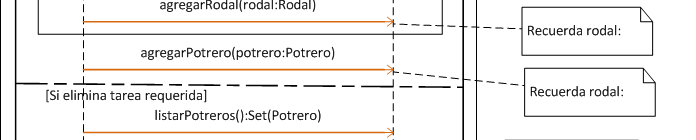 agregarRodal(rodal:Rodal)
Recuerda rodal:
agregarPotrero(potrero:Potrero)
Recuerda rodal:
[Si elimina tarea requerida]
listarPotreros():Set(Potrero)